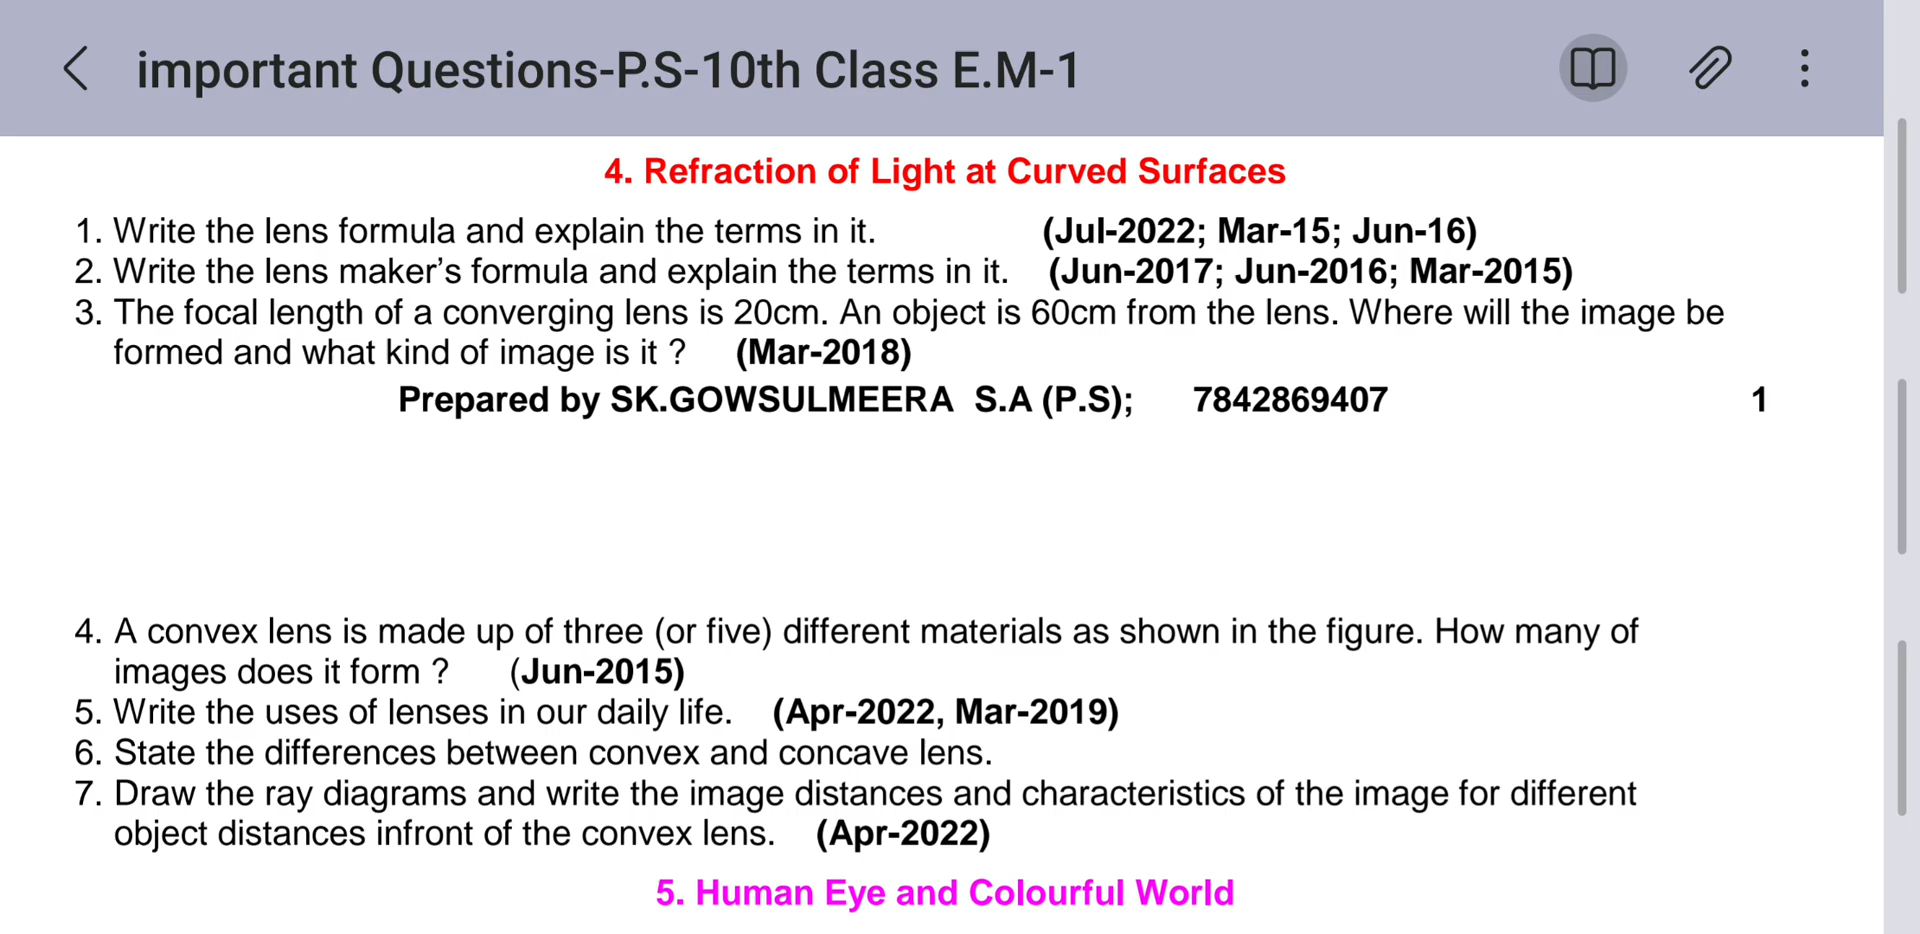 important Questions-P.S-10th Class E.M-1
4. Refraction of Light at Curved Surfaces
1. Write the lens formula and explain the terms in it. (Jul-2022; Mar-15; Jun-16)
2. Write the lens maker’s formula and explain the terms in it. (Jun-2017; Jun-2016; Mar-2015)
3. The focal length of a converging lens is 20cm. An object is 60cm from the lens. Where will the image be
formed and what kind of image is it ? (Mar-2018)
Prepared by SK.GOWSULMEERA S.A (P.S); 7842869407 1
4. A convex lens is made up of three (or five) different materials as shown in the figure. How many of
images does it form ? (Jun-2015)
5. Write the uses of lenses in our daily life. (Apr-2022, Mar-2019)
6. State the differences between convex and concave lens.
7. Draw the ray diagrams and write the image distances and characteristics of the image for different
object distances infront of the convex lens. (Apr-2022)
5. Human Eye and Colourful World